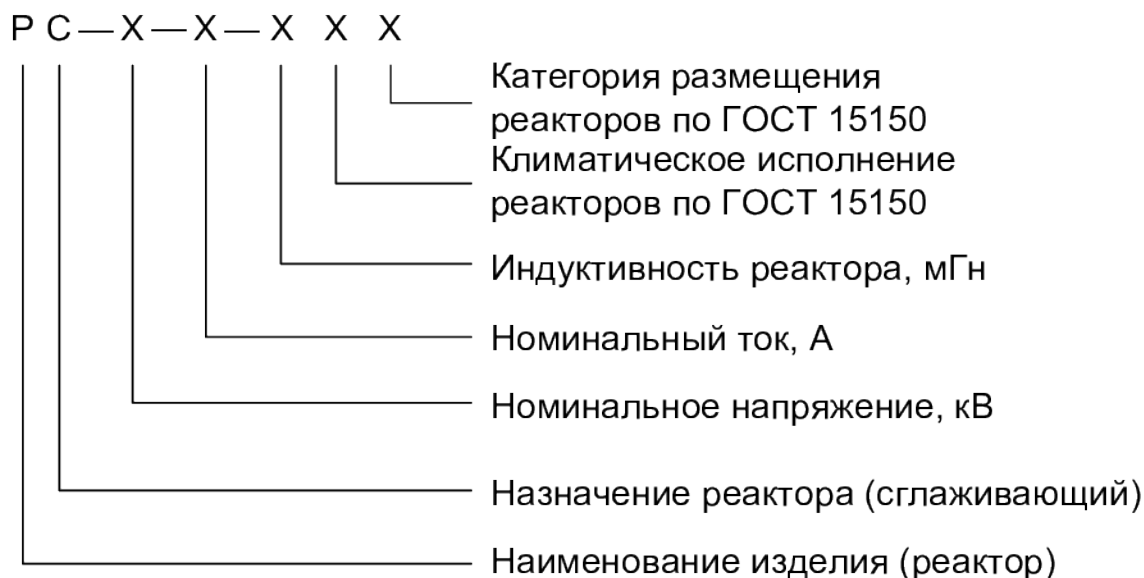 Р С — Х — Х — Х Х Х
Категория размещения
реакторов по ГОСТ 15150
Климатическое исполнение
реакторов по ГОСТ 15150
Индуктивность реактора, мГн
Номинальный ток, А
Номинальное напряжение, кВ
Назначение реактора (сглаживающий)
Наименование изделия (реактор)